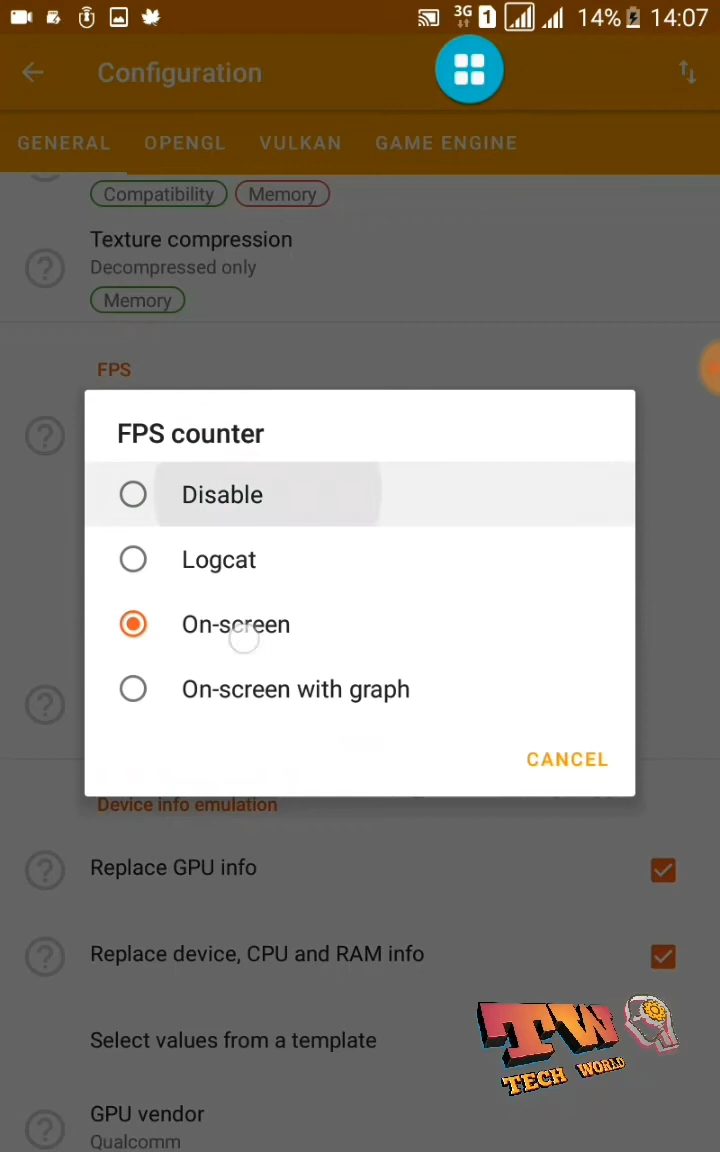 3G 1 14% 14:07
Configuration
GENERAL OPENGL VULKAN GAME ENGINE
Compatibility Memory
Texture compression
Decompressed only
Memory
FPS
FPS counter
Disable
Logcat
On-screen
On-screen with graph
CANCEL
Device info emulation
Replace GPU info
Replace device, CPU and RAM info
Select values from a template
TW
TECH WORLD
GPU vendor
Qualcomm